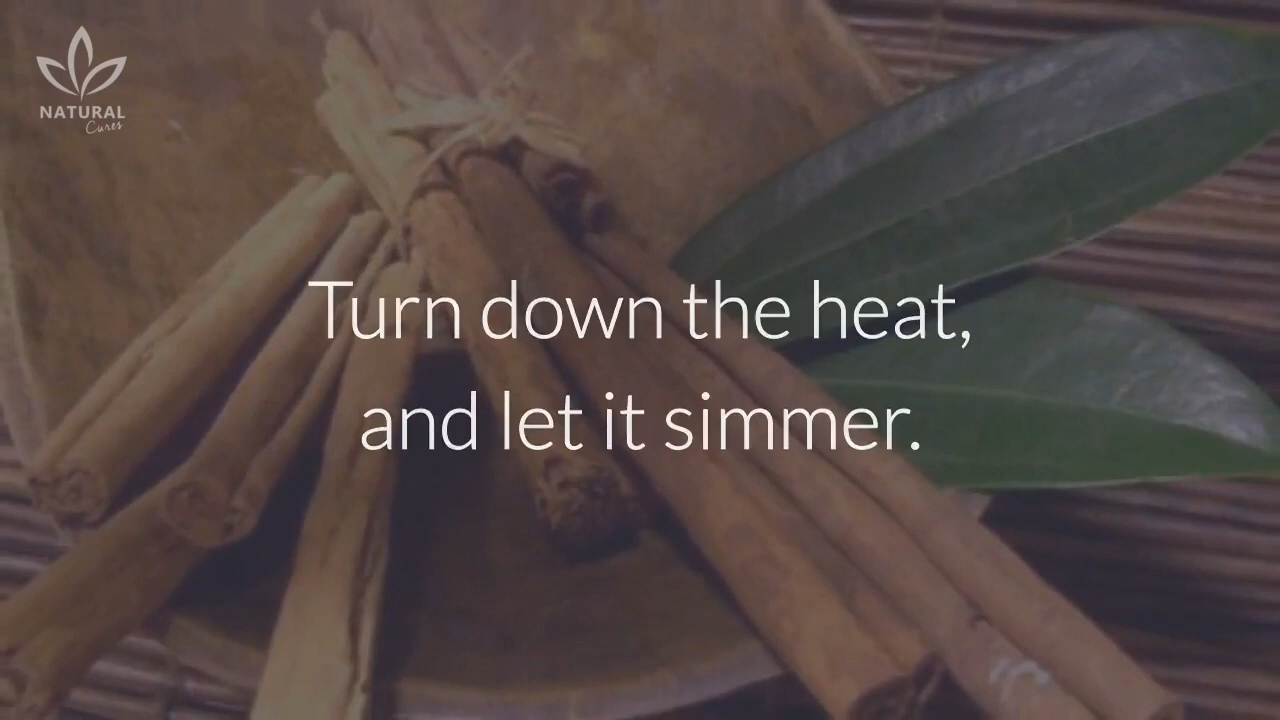 NATURAL
Cures
Turn down the heat,
and let it simmer.